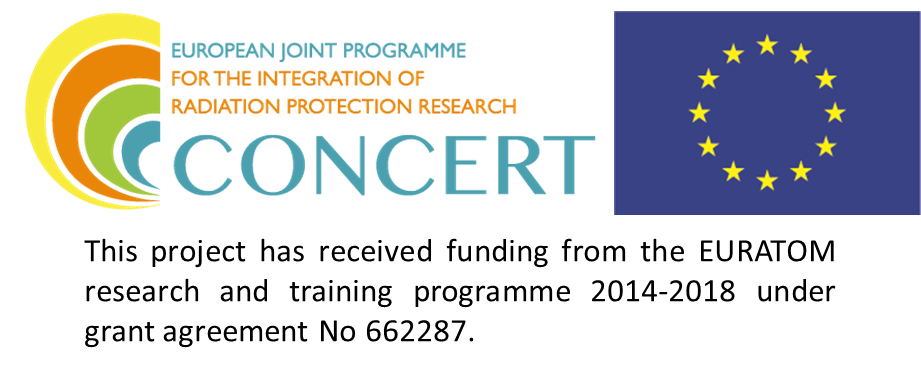 EUROPEAN JOINT PROGRAMME
FOR THE INTEGRATION OF
RADIATION PROTECTION RESEARCH
CONCERT
This project has received funding from the EURATOM
research and training programme 2014-2018 under
grant agreement No 662287.